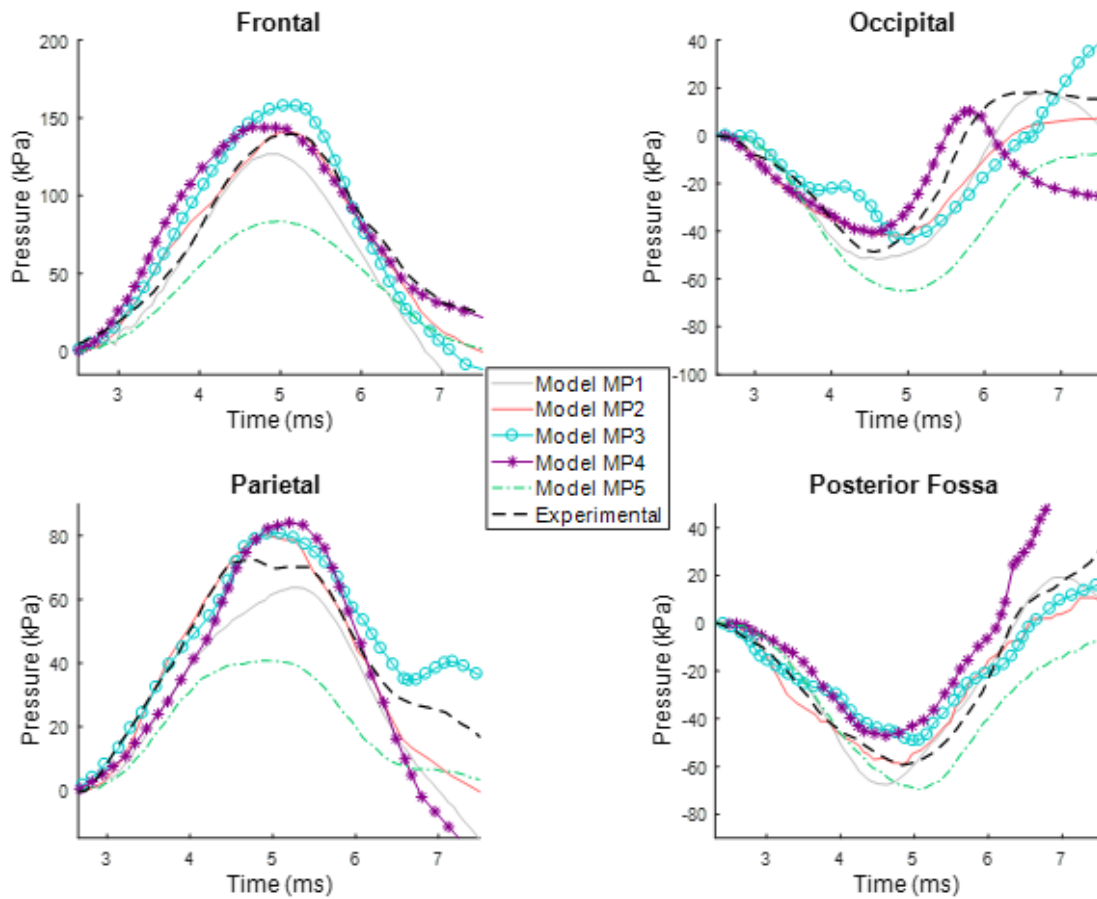 Frontal
Pressure (kPa)
200
150
100
50
0
3 4 5 6 7
Time (ms)
Occipital
Pressure (kPa)
40
20
0
-20
-40
-60
-80
-100
3 4 5 6 7
Time (ms)
Model MP1
Model MP2
Model MP3
Model MP4
Model MP5
Experimental
Parietal
Pressure (kPa)
80
60
40
20
0
3 4 5 6 7
Time (ms)
Posterior Fossa
Pressure (kPa)
40
20
0
-20
-40
-60
-80
3 4 5 6 7
Time (ms)